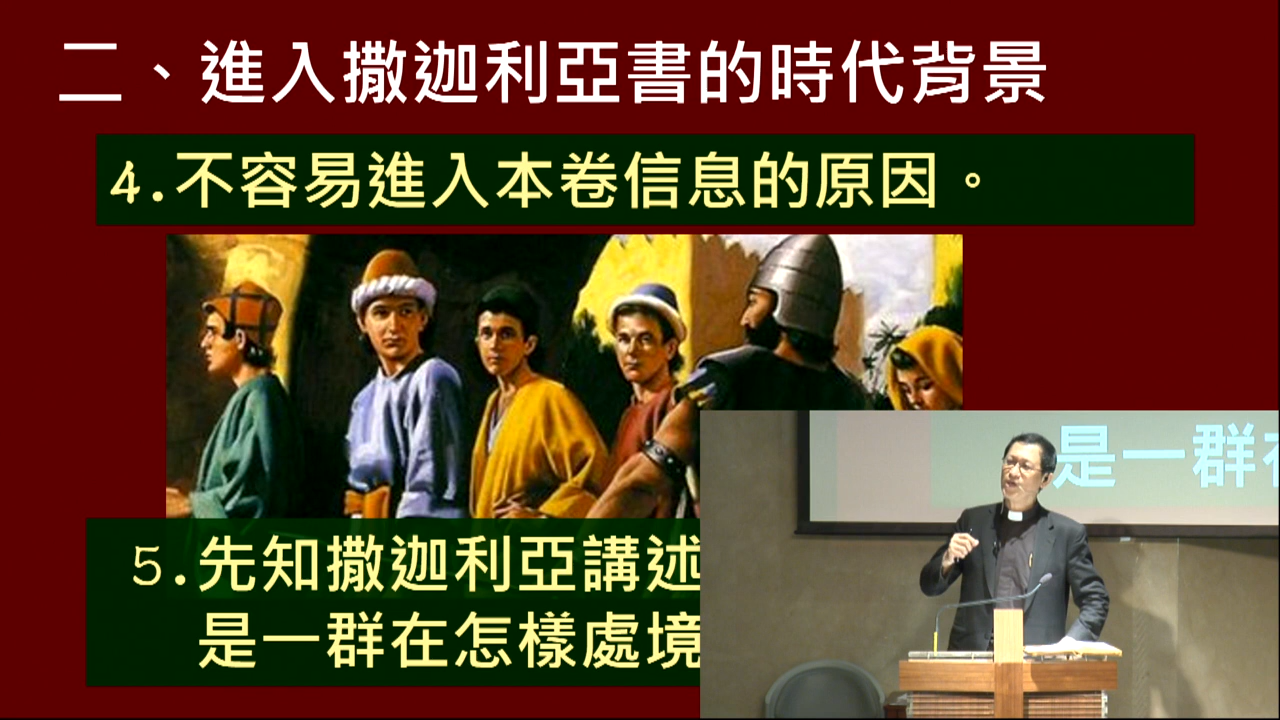 二、進入撒迦利亞書的時代背景
4.不容易進入本卷信息的原因。
5.先知撒迦利亞講述
是一群在怎樣處境
是一群在